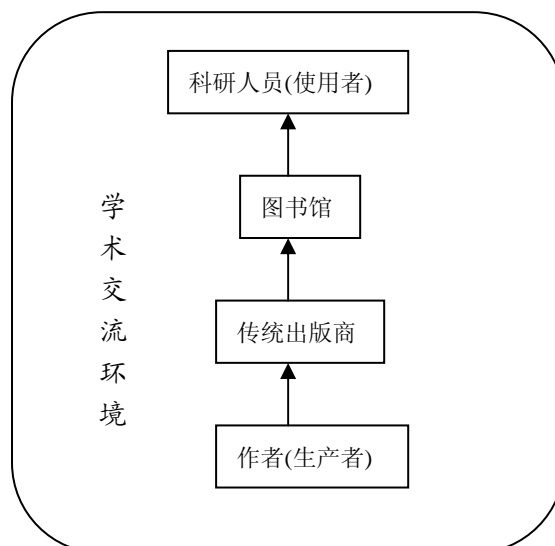 科研人员(使用者)
图书馆
学
术
交
流
环
境
传统出版商
作者(生产者)